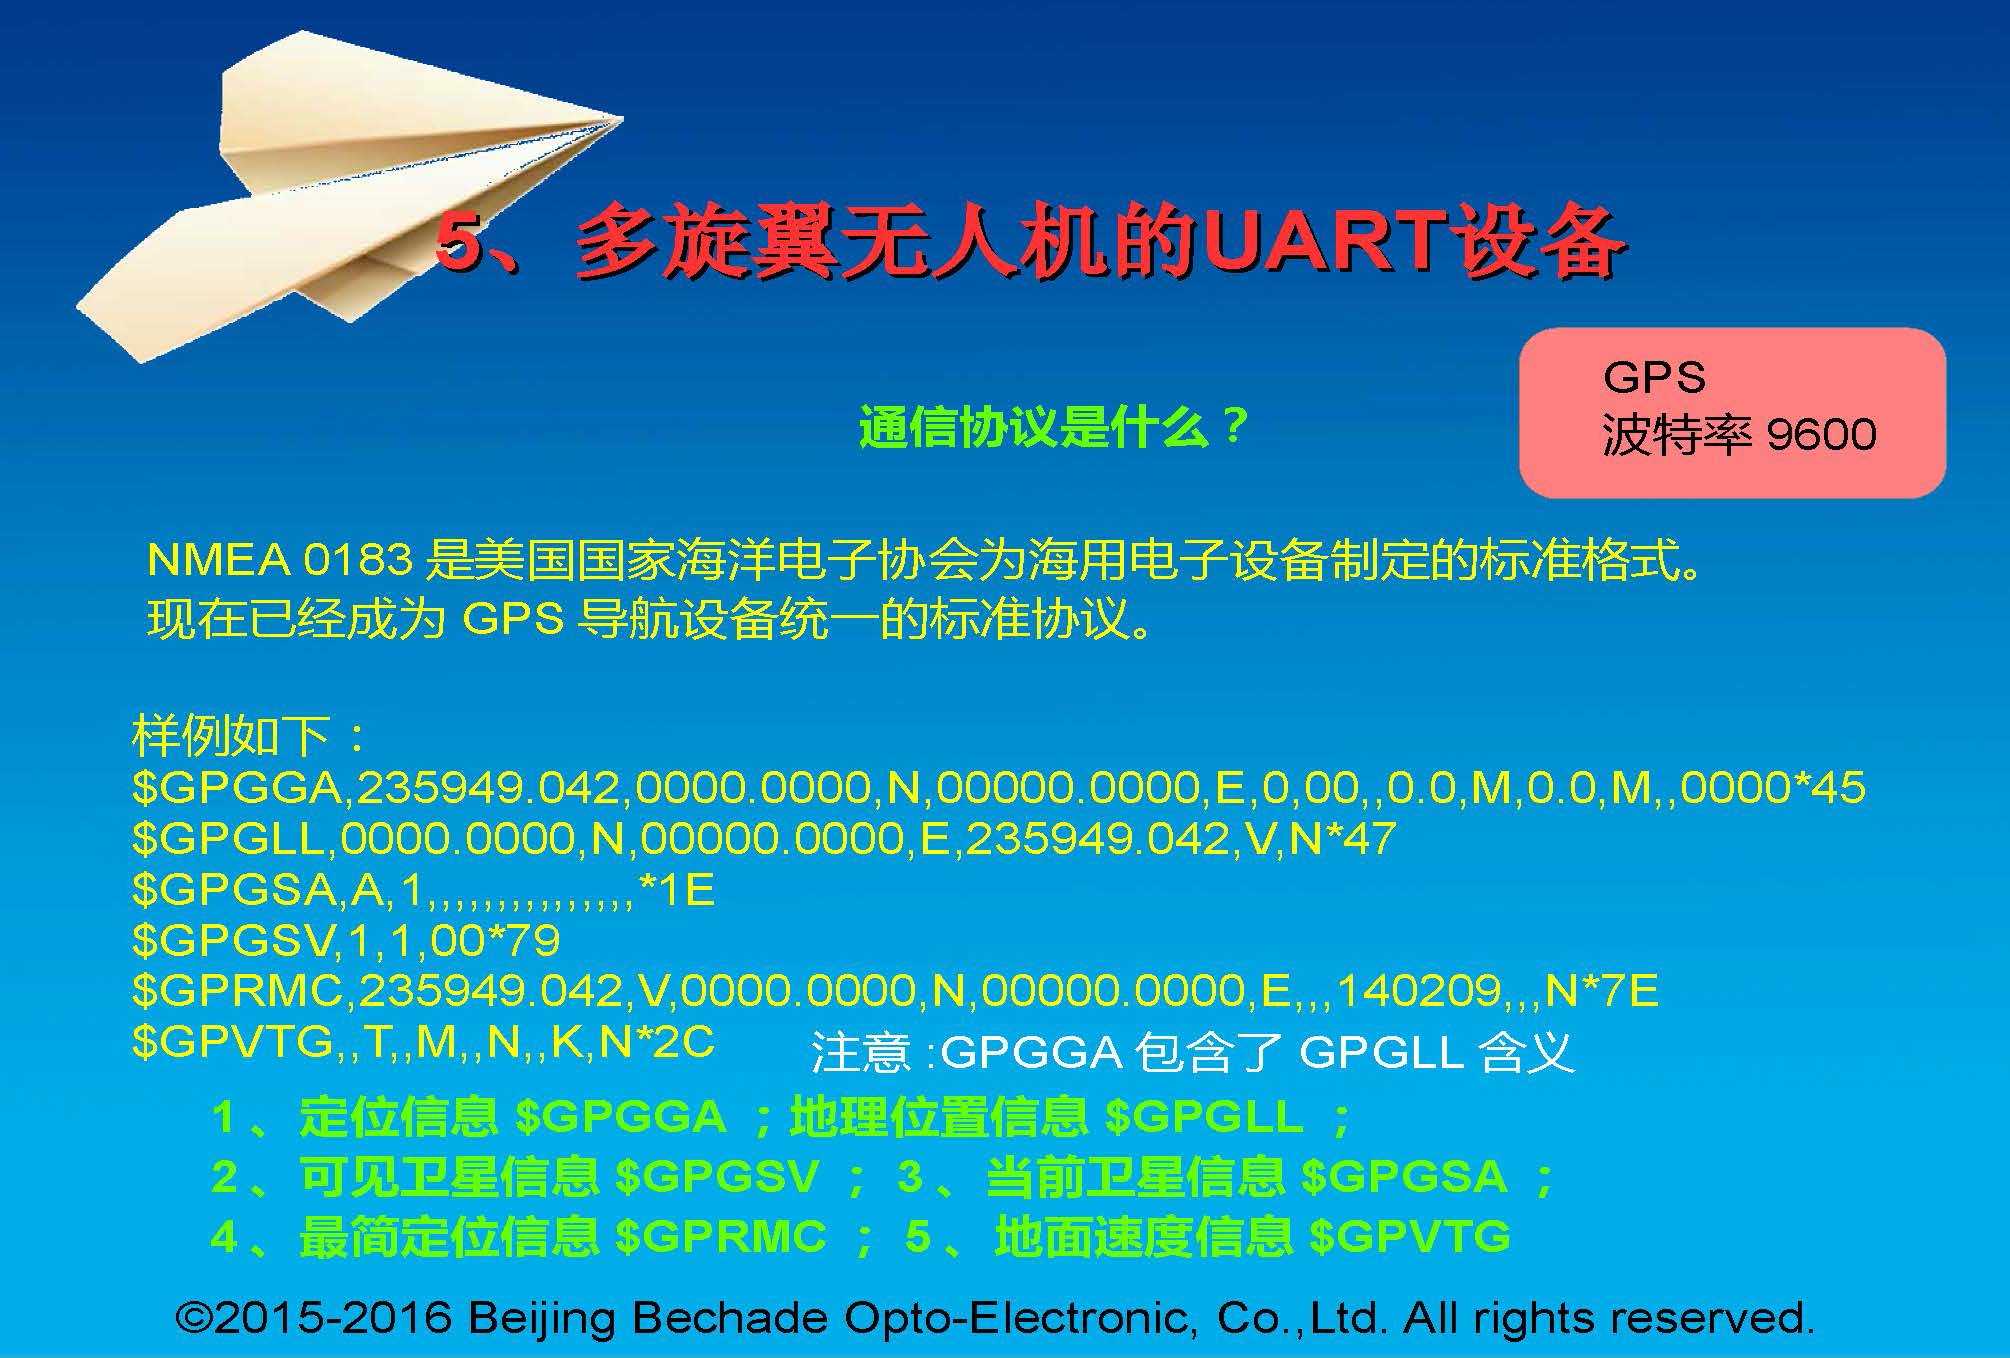 5、多旋翼无人机的UART设备
GPS
波特率 9600
通信协议是什么？
NMEA 0183 是美国国家海洋电子协会为海用电子设备制定的标准格式。
现在已经成为 GPS 导航设备统一的标准协议。
样例如下：
$GPGGA,235949.042,0000.0000,N,00000.0000,E,0,00,,0.0,M,0.0,M,,0000*45
$GPGLL,0000.0000,N,00000.0000,E,235949.042,V,N*47
$GPGSA,A,1,,,,,,,,,,,,,,,*1E
$GPGSV,1,1,00*79
$GPRMC,235949.042,V,0000.0000,N,00000.0000,E,,,140209,,,N*7E
$GPVTG,,T,,M,,N,,K,N*2C
注意:GPGGA 包含了 GPGLL 含义
1、定位信息 $GPGGA ；地理位置信息 $GPGLL ；
2、可见卫星信息 $GPGSV ； 3、当前卫星信息 $GPGSA ；
4、最简定位信息 $GPRMC ； 5、地面速度信息 $GPVTG
©2015-2016 Beijing Bechade Opto-Electronic, Co.,Ltd. All rights reserved.